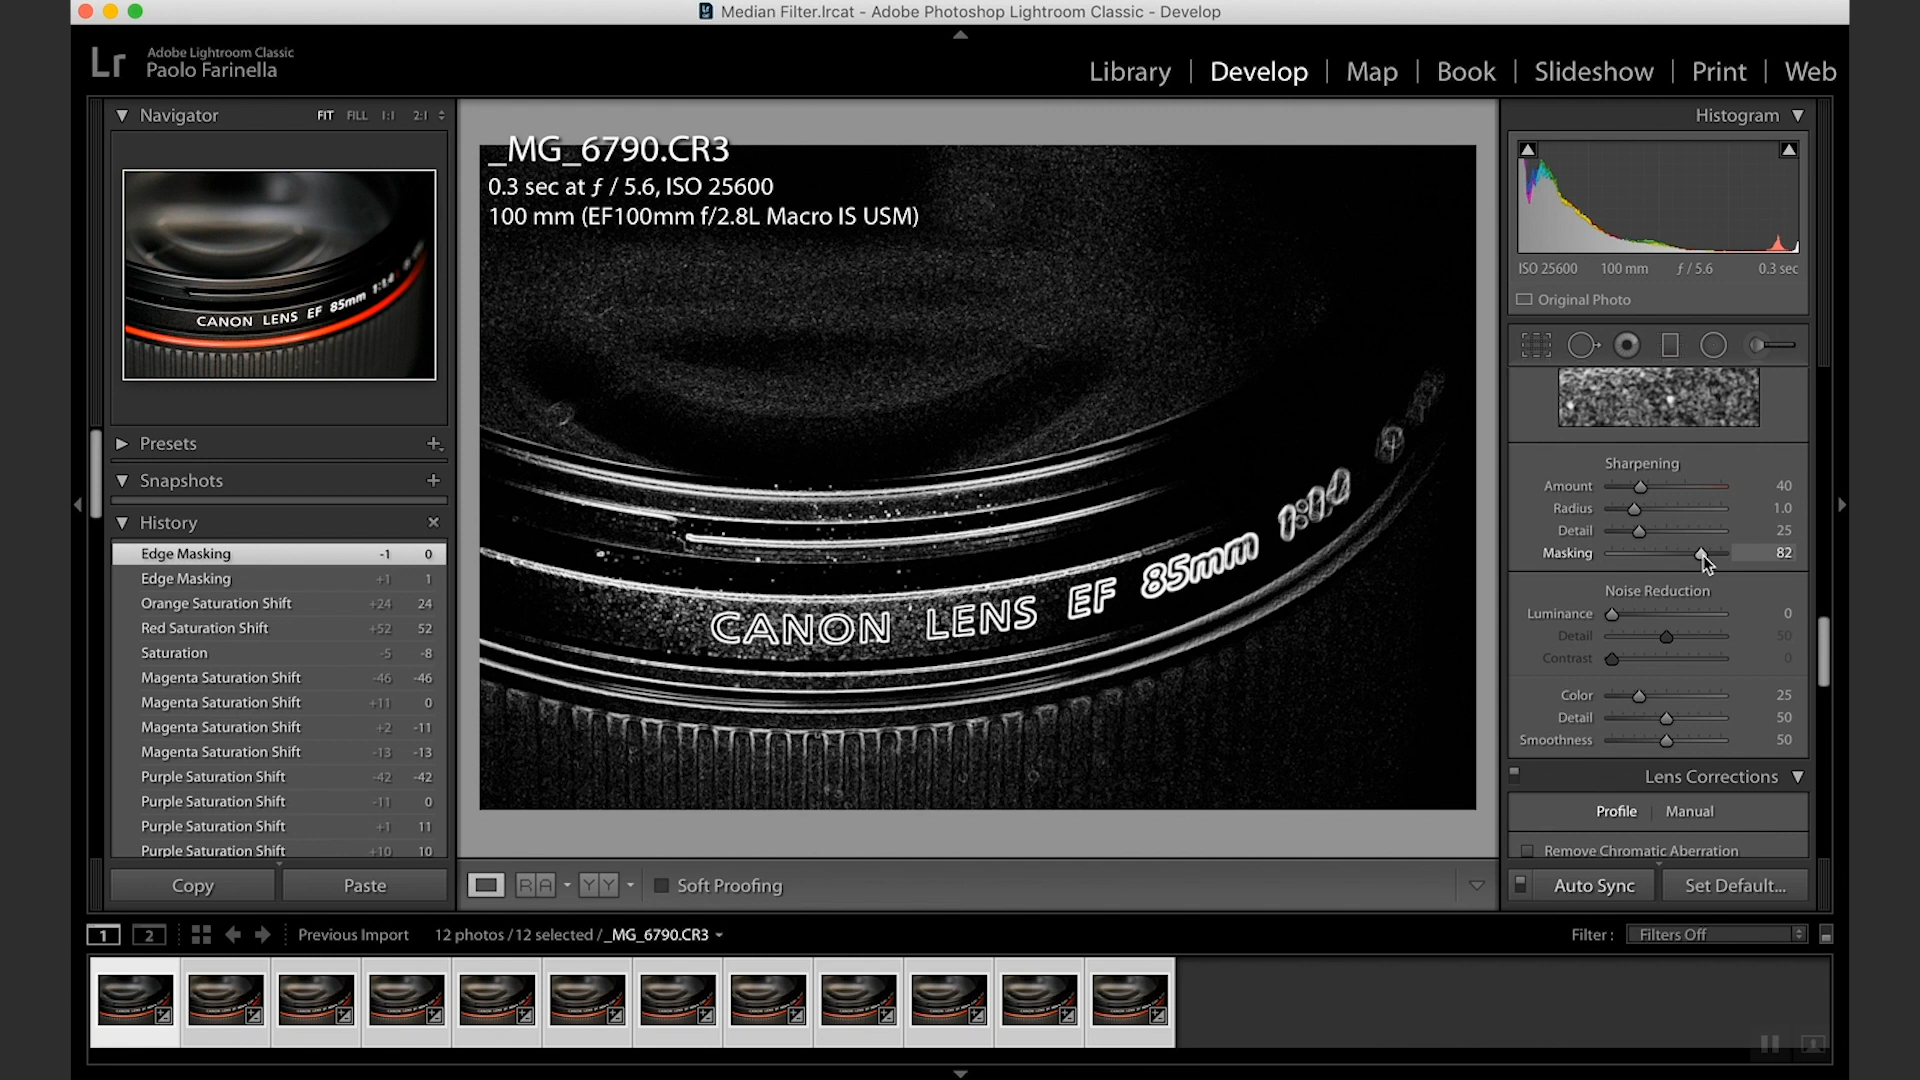 Median Filter.lrcat - Adobe Photoshop Lightroom Classic - Develop
Lr
Adobe Lightroom Classic
Paolo Farinella
Library | Develop | Map | Book | Slideshow | Print | Web
Navigator FIT FILL 1:1 2:1
CANON LENS EF 85mm 1:1.4
Presets
Snapshots
History
Edge Masking -1 0
Edge Masking +1 1
Orange Saturation Shift +24 24
Red Saturation Shift +52 52
Saturation -5 -8
Magenta Saturation Shift -46 -46
Magenta Saturation Shift +11 0
Magenta Saturation Shift +2 -11
Magenta Saturation Shift -13 -13
Purple Saturation Shift -42 -42
Purple Saturation Shift -11 0
Purple Saturation Shift +1 11
Purple Saturation Shift +10 10
Copy Paste
_MG_6790.CR3
0.3 sec at ƒ / 5.6, ISO 25600
100 mm (EF100mm f/2.8L Macro IS USM)
CANON LENS EF 85mm 1:1.4
RA YY Soft Proofing
Histogram
ISO 25600 100 mm ƒ / 5.6 0.3 sec
Original Photo
Sharpening
Amount 40
Radius 1.0
Detail 25
Masking 82
Noise Reduction
Luminance 0
Detail 50
Contrast 0
Color 25
Detail 50
Smoothness 50
Lens Corrections
Profile | Manual
Remove Chromatic Aberration
Auto Sync Set Default...
1 2 Previous Import 12 photos / 12 selected / _MG_6790.CR3 Filter : Filters Off